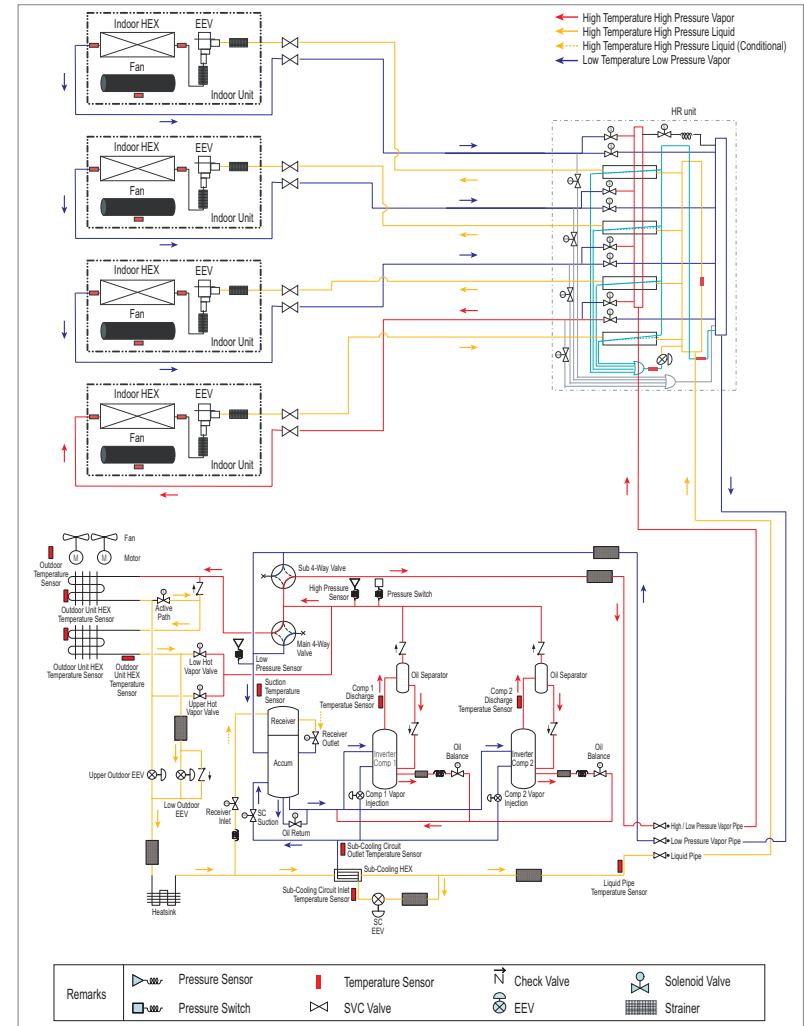 High Temperature High Pressure Vapor
High Temperature High Pressure Liquid
High Temperature High Pressure Liquid (Conditional)
Low Temperature Low Pressure Vapor
Indoor HEX
EEV
Fan
Indoor Unit
HR unit
Indoor HEX
EEV
Fan
Indoor Unit
Indoor HEX
EEV
Fan
Indoor Unit
Indoor HEX
EEV
Fan
Indoor Unit
Fan
M
M
Motor
Outdoor
Temperature
Sensor
Outdoor Unit HEX
Temperature Sensor
Active
Path
Outdoor Unit HEX
Temperature Sensor
Outdoor
Unit HEX
Temperature
Sensor
Low Hot
Vapor Valve
Upper Hot
Vapor Valve
Sub 4-Way Valve
High Pressure
Sensor
Pressure Switch
Main 4-Way
Valve
Low
Pressure Sensor
Suction
Temperature
Sensor
Comp 1
Discharge
Temperatue Sensor
Oil Separator
Comp 2
Discharge
Temperatue Sensor
Oil Separator
Receiver
Receiver
Outlet
Accum
Inverter
Comp 1
Oil
Balance
Inverter
Comp 2
Oil
Balance
Upper Outdoor EEV
Low Outdoor
EEV
Receiver
Inlet
SC
Suction
Oil Return
Comp 1 Vapor
Injection
Comp 2 Vapor
Injection
High / Low Pressure Vapor Pipe
Low Pressure Vapor Pipe
Liquid Pipe
Sub-Cooling Circuit
Outlet Temperature Sensor
Sub-Cooling HEX
Sub-Cooling Circuit Inlet
Temperature Sensor
SC
EEV
Liquid Pipe
Temperature Sensor
Heatsink
Remarks
Pressure Sensor
Temperature Sensor
Check Valve
Solenoid Valve
Pressure Switch
SVC Valve
EEV
Strainer